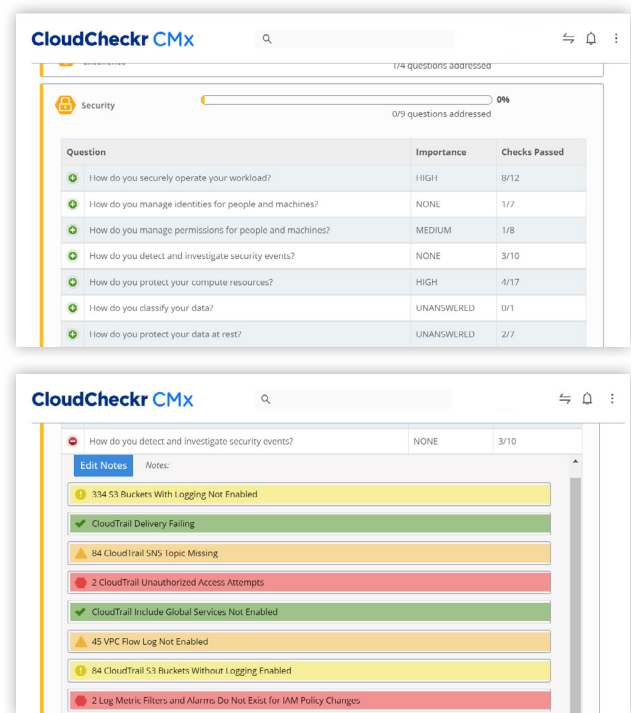 CloudCheckr CMx
Excellence
1/4 questions addressed
Security
0%
0/9 questions addressed
Question Importance Checks Passed
How do you securely operate your workload? HIGH 8/12
How do you manage identities for people and machines? NONE 1/7
How do you manage permissions for people and machines? MEDIUM 1/8
How do you detect and investigate security events? NONE 3/10
How do you protect your compute resources? HIGH 4/17
How do you classify your data? UNANSWERED 0/1
How do you protect your data at rest? UNANSWERED 2/7
CloudCheckr CMx
How do you detect and investigate security events? NONE 3/10
Edit Notes Notes:
334 S3 Buckets With Logging Not Enabled
CloudTrail Delivery Failing
84 CloudTrail SNS Topic Missing
2 CloudTrail Unauthorized Access Attempts
CloudTrail Include Global Services Not Enabled
45 VPC Flow Log Not Enabled
84 CloudTrail S3 Buckets Without Logging Enabled
2 Log Metric Filters and Alarms Do Not Exist for IAM Policy Changes